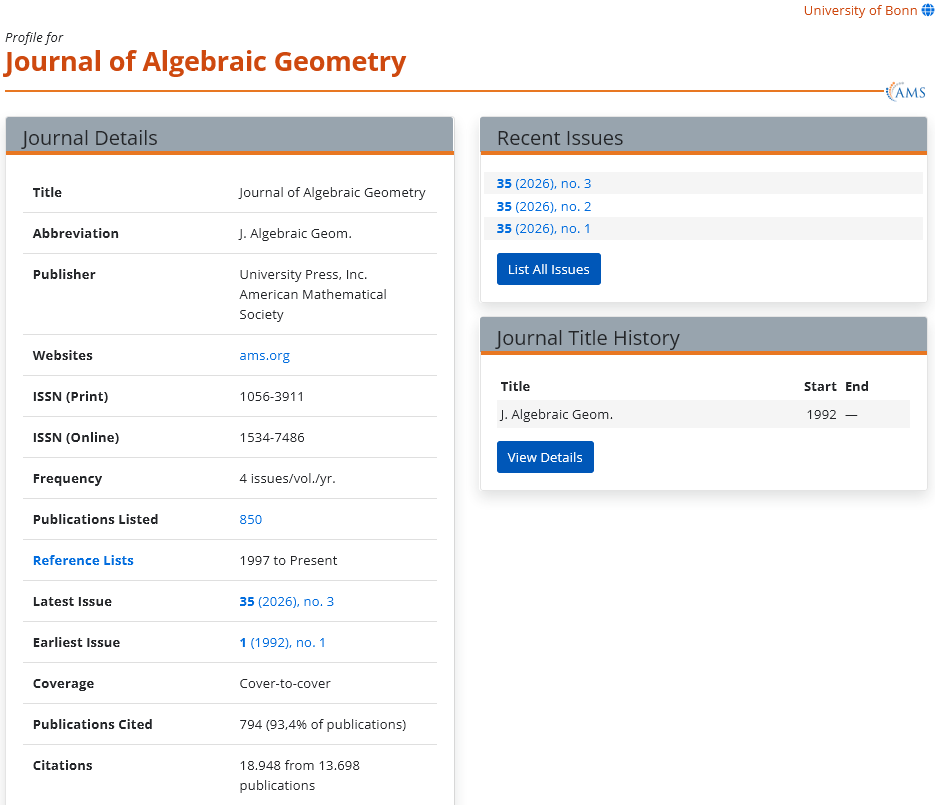 University of Bonn
Profile for
Journal of Algebraic Geometry
AMS
Journal Details
Title Journal of Algebraic Geometry
Abbreviation J. Algebraic Geom.
Publisher University Press, Inc.
American Mathematical
Society
Websites ams.org
ISSN (Print) 1056-3911
ISSN (Online) 1534-7486
Frequency 4 issues/vol./yr.
Publications Listed 850
Reference Lists 1997 to Present
Latest Issue 35 (2026), no. 3
Earliest Issue 1 (1992), no. 1
Coverage Cover-to-cover
Publications Cited 794 (93,4% of publications)
Citations 18.948 from 13.698
publications
Recent Issues
35 (2026), no. 3
35 (2026), no. 2
35 (2026), no. 1
List All Issues
Journal Title History
Title Start End
J. Algebraic Geom. 1992 —
View Details